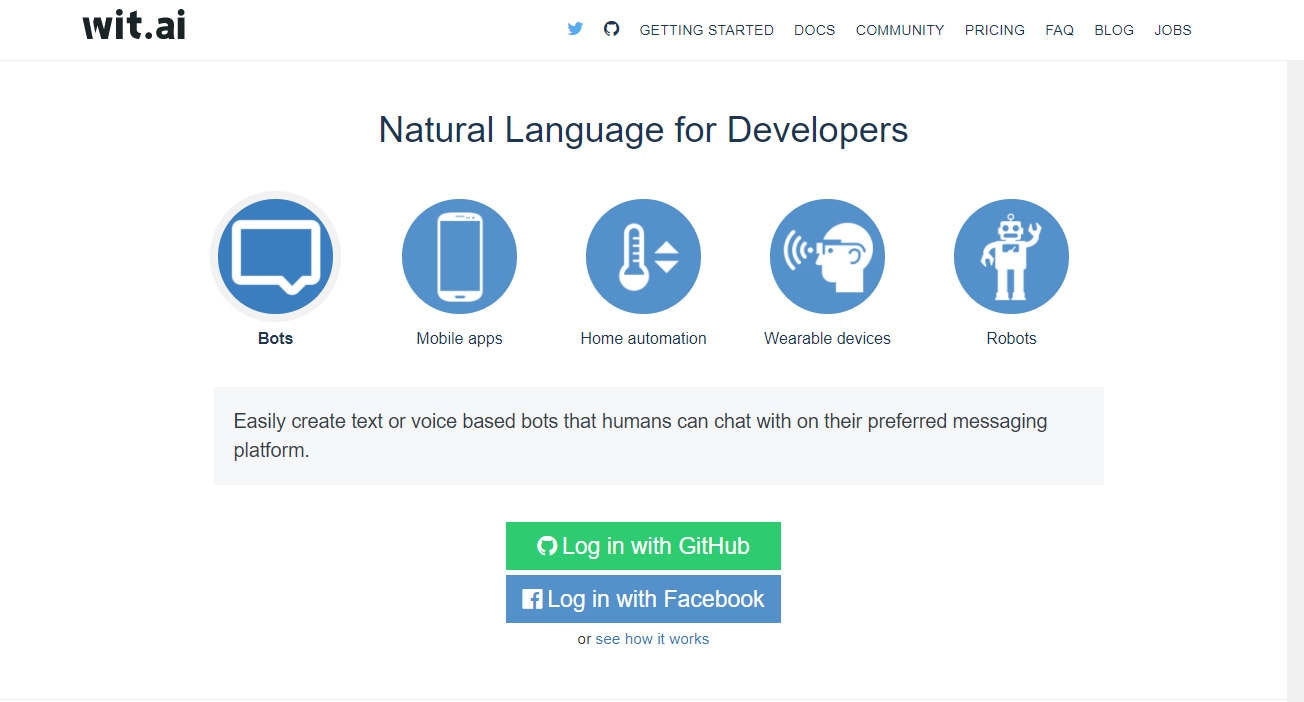 wit.ai
GETTING STARTED DOCS COMMUNITY PRICING FAQ BLOG JOBS
Natural Language for Developers
Bots Mobile apps Home automation Wearable devices Robots
Easily create text or voice based bots that humans can chat with on their preferred messaging
platform.
Log in with GitHub
Log in with Facebook
or see how it works